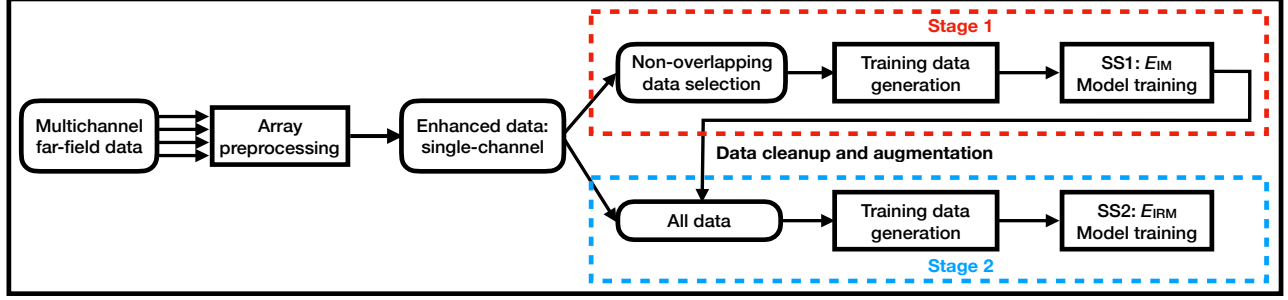 Stage 1
Non-overlapping
data selection
Training data
generation
SS1: EIM
Model training
Multichannel
far-field data
Array
preprocessing
Enhanced data:
single-channel
Data cleanup and augmentation
All data
Training data
generation
SS2: EIRM
Model training
Stage 2